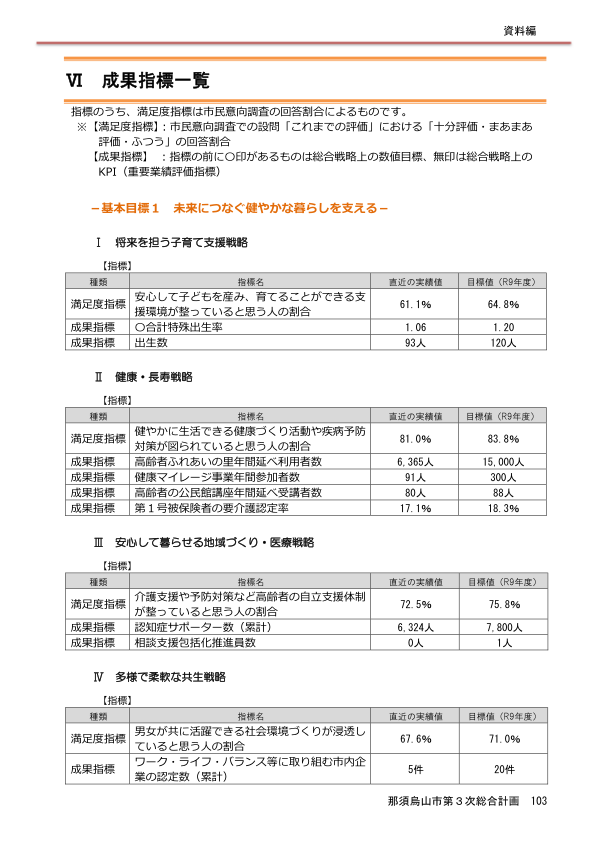 資料編
Ⅵ 成果指標一覧
指標のうち、満足度指標は市民意向調査の回答割合によるものです。
※【満足度指標】：市民意向調査での設問「これまでの評価」における「十分評価・まあまあ
評価・ふつう」の回答割合
【成果指標】 ：指標の前に〇印があるものは総合戦略上の数値目標、無印は総合戦略上の
KPI（重要業績評価指標）
－基本目標１ 未来につなぐ健やかな暮らしを支える－
Ⅰ 将来を担う子育て支援戦略
【指標】
種類 指標名 直近の実績値 目標値（R9年度）
満足度指標 安心して子どもを産み、育てることができる支 61.1% 64.8%
援環境が整っていると思う人の割合
成果指標 〇合計特殊出生率 1.06 1.20
成果指標 出生数 93人 120人
Ⅱ 健康・長寿戦略
【指標】
種類 指標名 直近の実績値 目標値（R9年度）
満足度指標 健やかに生活できる健康づくり活動や疾病予防 81.0% 83.8%
対策が図られていると思う人の割合
成果指標 高齢者ふれあいの里年間延べ利用者数 6,365人 15,000人
成果指標 健康マイレージ事業年間参加者数 91人 300人
成果指標 高齢者の公民館講座年間延べ受講者数 80人 88人
成果指標 第１号被保険者の要介護認定率 17.1% 18.3%
Ⅲ 安心して暮らせる地域づくり・医療戦略
【指標】
種類 指標名 直近の実績値 目標値（R9年度）
満足度指標 介護支援や予防対策など高齢者の自立支援体制 72.5% 75.8%
が整っていると思う人の割合
成果指標 認知症サポーター数（累計） 6,324人 7,800人
成果指標 相談支援包括化推進員数 0人 1人
Ⅳ 多様で柔軟な共生戦略
【指標】
種類 指標名 直近の実績値 目標値（R9年度）
満足度指標 男女が共に活躍できる社会環境づくりが浸透し 67.6% 71.0%
ていると思う人の割合
成果指標 ワーク・ライフ・バランス等に取り組む市内企 5件 20件
業の認定数（累計）
那須烏山市第３次総合計画 103